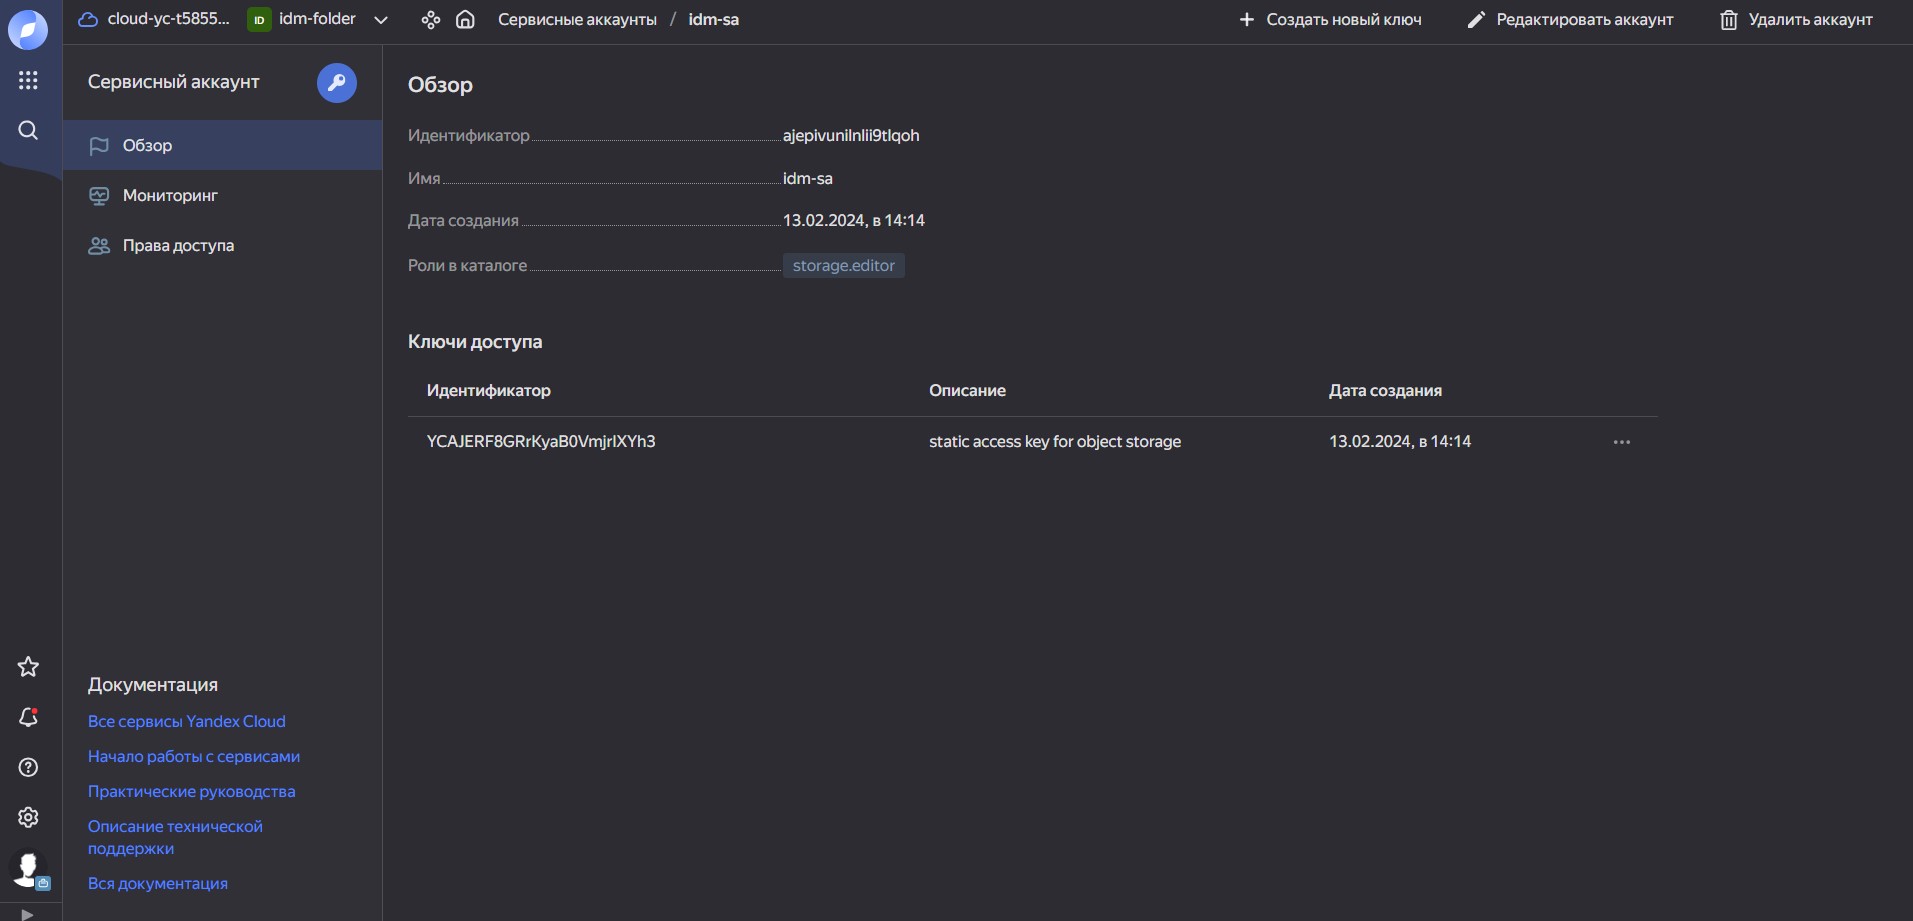 cloud-yc-t5855...
ID
idm-folder
Сервисные аккаунты / idm-sa
Создать новый ключ
Редактировать аккаунт
Удалить аккаунт
Сервисный аккаунт
Обзор
Мониторинг
Права доступа
Документация
Все сервисы Yandex Cloud
Начало работы с сервисами
Практические руководства
Описание технической
поддержки
Вся документация
Обзор
Идентификатор ajepivunilnlii9tlqoh
Имя idm-sa
Дата создания 13.02.2024, в 14:14
Роли в каталоге storage.editor
Ключи доступа
Идентификатор Описание Дата создания
YCAJERF8GRrKyaB0VmjrIXYh3 static access key for object storage 13.02.2024, в 14:14